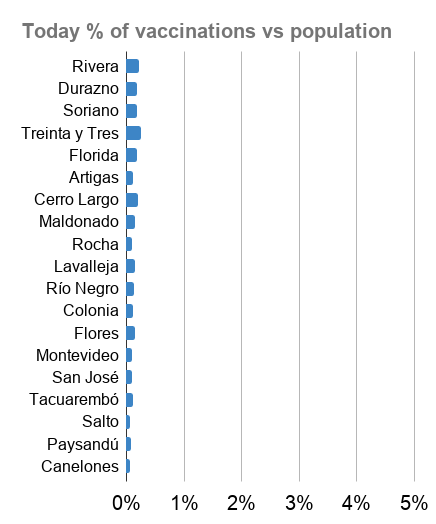 Today % of vaccinations vs population
Rivera
Durazno
Soriano
Treinta y Tres
Florida
Artigas
Cerro Largo
Maldonado
Rocha
Lavalleja
Río Negro
Colonia
Flores
Montevideo
San José
Tacuarembó
Salto
Paysandú
Canelones
0% 1% 2% 3% 4% 5%